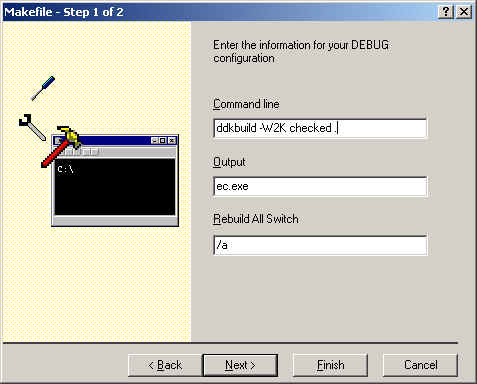 Makefile - Step 1 of 2
Enter the information for your DEBUG
configuration
Command line
ddkbuild -W2K checked .
Output
ec.exe
Rebuild All Switch
/a
C:\
< Back
Next >
Finish
Cancel